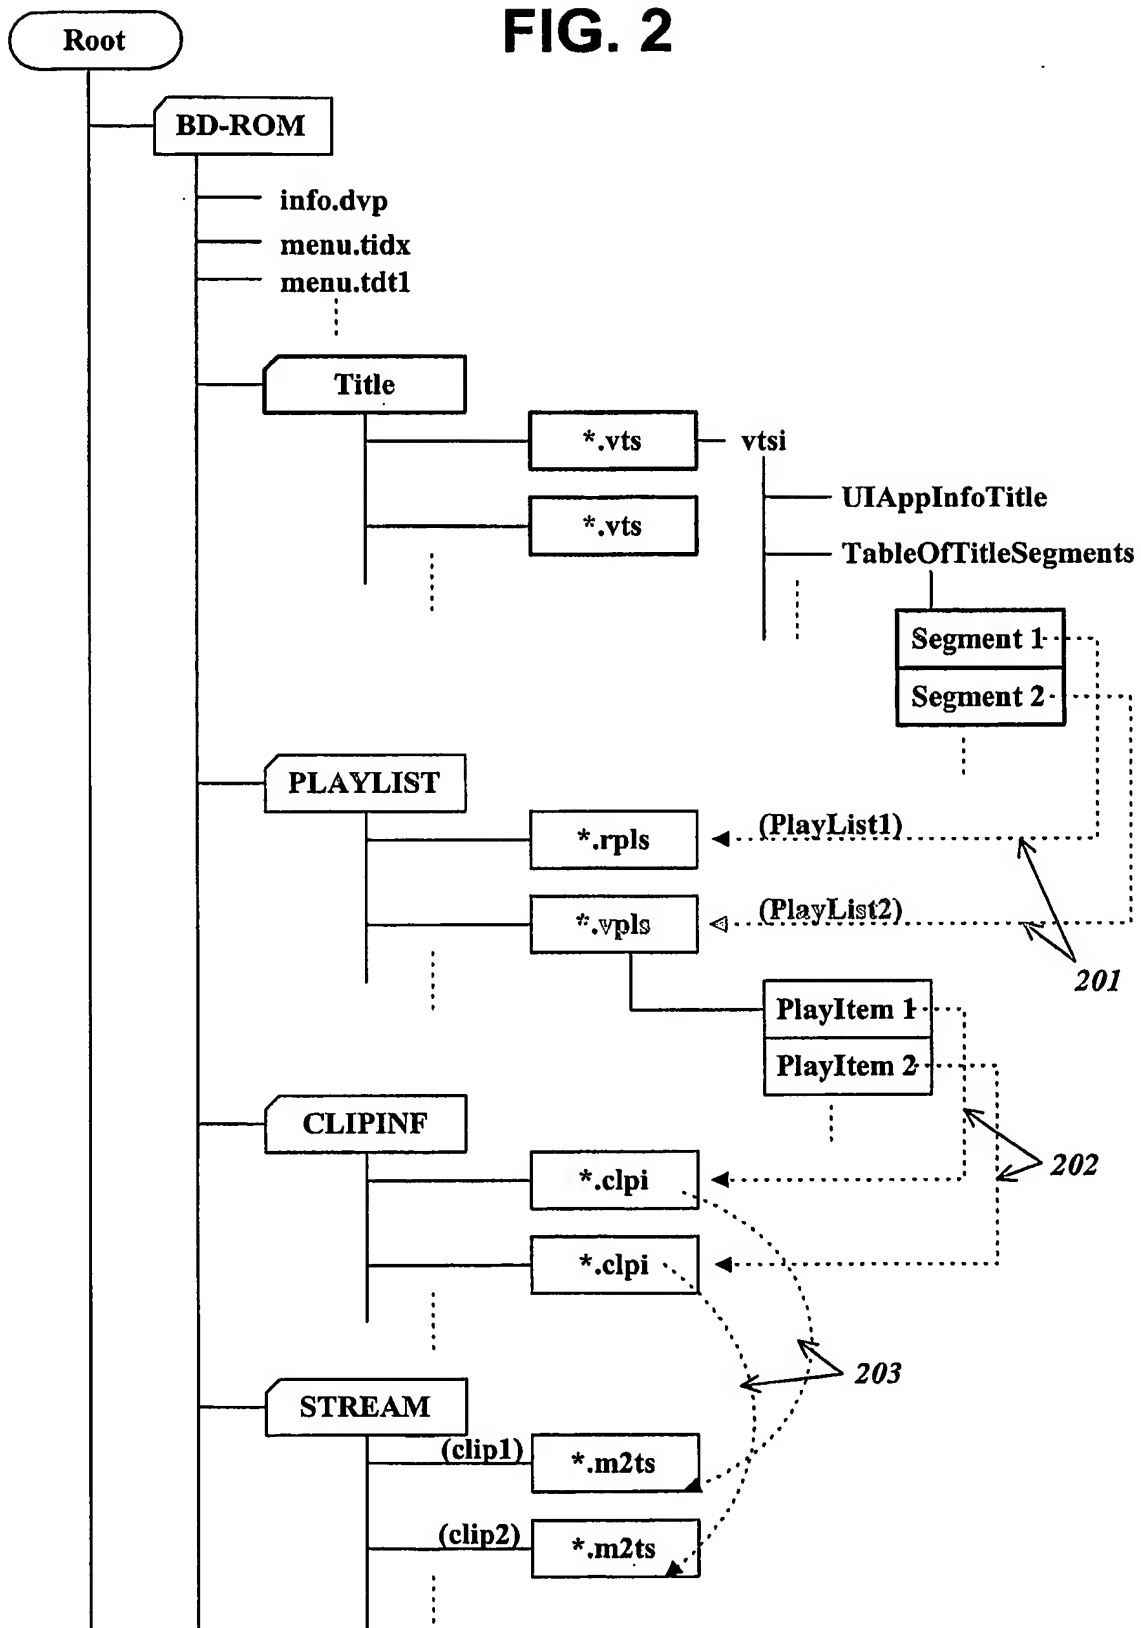 FIG. 2
Root
BD-ROM
info.dvp
menu.tidx
menu.tdt1
Title
*.vts
vtsi
UIAppInfoTitle
*.vts
TableOfTitleSegments
Segment 1
Segment 2
PLAYLIST
*.rpls
(PlayList1)
*.vpls
(PlayList2)
201
PlayItem 1
PlayItem 2
CLIPINF
*.clpi
202
*.clpi
203
STREAM
(clip1)
*.m2ts
(clip2)
*.m2ts